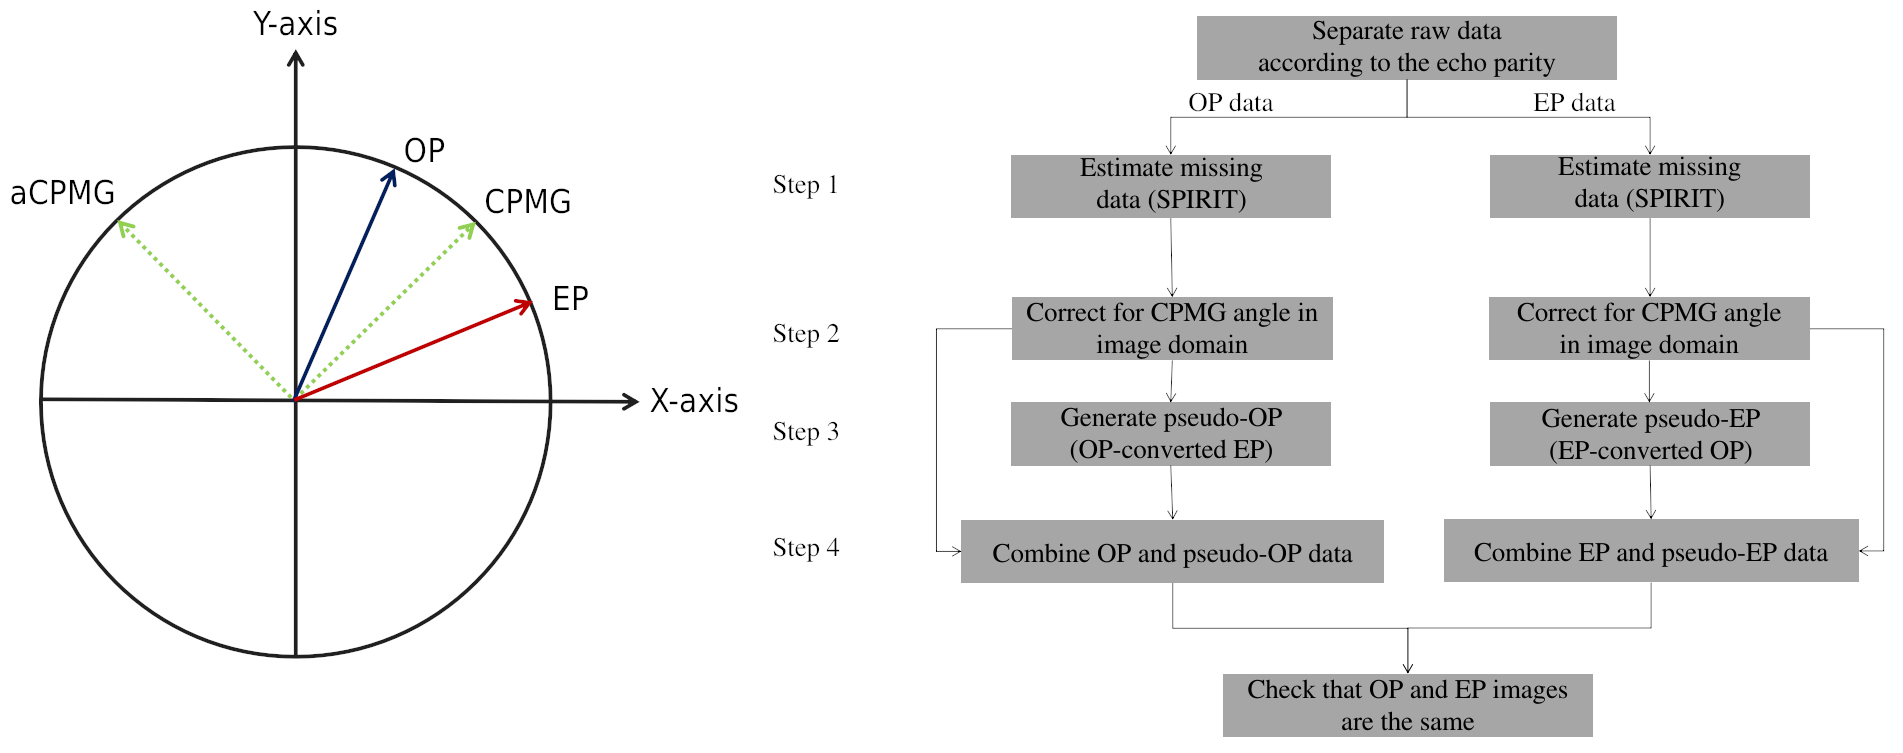 Y-axis
OP
aCPMG
CPMG
EP
X-axis
Separate raw data
according to the echo parity
OP data
EP data
Step 1
Estimate missing
data (SPIRIT)
Estimate missing
data (SPIRIT)
Step 2
Correct for CPMG angle in
image domain
Correct for CPMG angle
in image domain
Step 3
Generate pseudo-OP
(OP-converted EP)
Generate pseudo-EP
(EP-converted OP)
Step 4
Combine OP and pseudo-OP data
Combine EP and pseudo-EP data
Check that OP and EP images
are the same